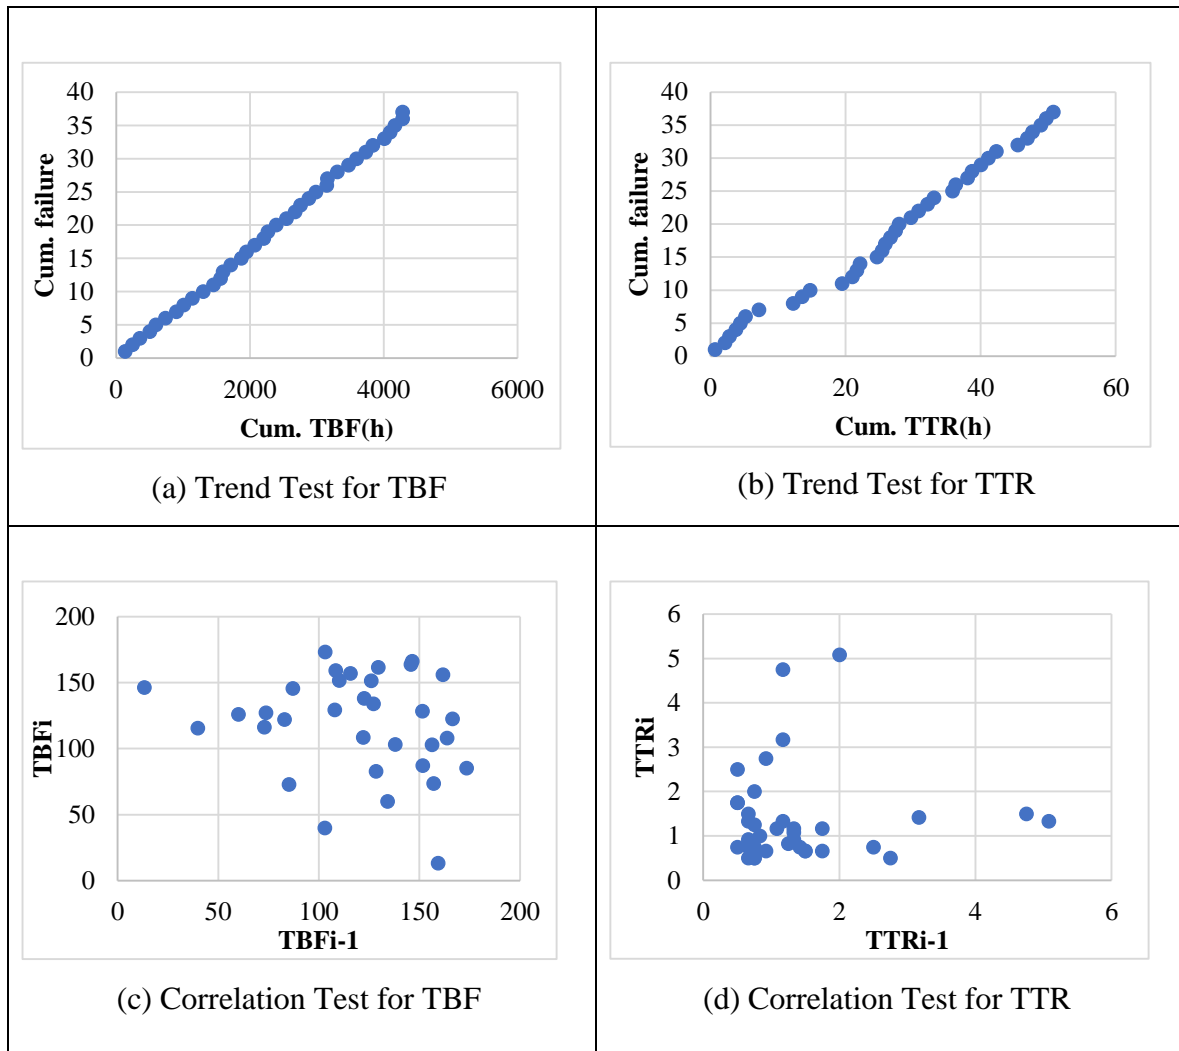 40
35
30
25
20
15
10
5
0
Cum. failure
0 2000 4000 6000
Cum. TBF(h)
(a) Trend Test for TBF
40
35
30
25
20
15
10
5
0
Cum. failure
0 20 40 60
Cum. TTR(h)
(b) Trend Test for TTR
200
150
100
50
0
TBFi
0 50 100 150 200
TBFi-1
(c) Correlation Test for TBF
6
5
4
3
2
1
0
TTRi
0 2 4 6
TTRi-1
(d) Correlation Test for TTR